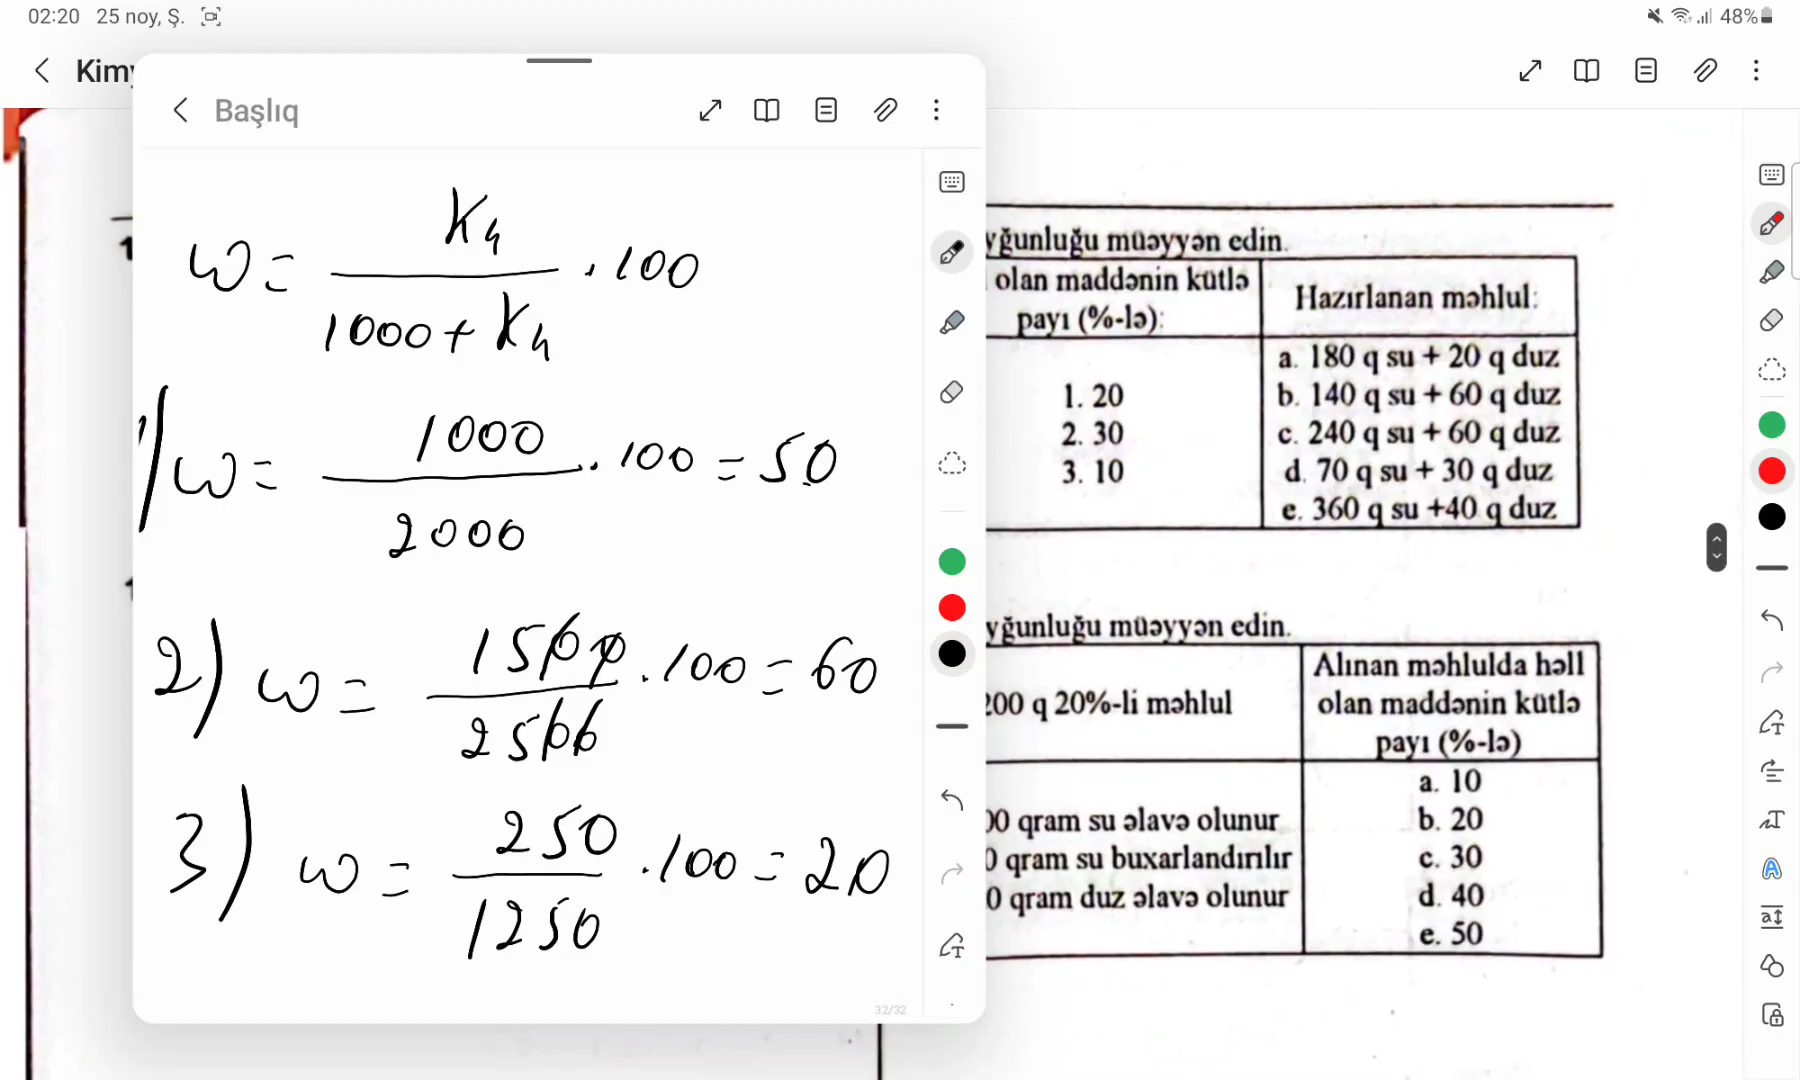 02:20 25 noy, Ş.
48%
Kimy
Başlıq
ω = K₄ / (1000 + K₄) · 100
1) ω = 1000 / 2000 · 100 = 50
2) ω = 1500 / 2500 · 100 = 60
3) ω = 250 / 1250 · 100 = 20
32/32
yğunluğu müəyyən edin.
olan maddənin kütlə payı (%-lə):
1. 20
2. 30
3. 10
Hazırlanan məhlul:
a. 180 q su + 20 q duz
b. 140 q su + 60 q duz
c. 240 q su + 60 q duz
d. 70 q su + 30 q duz
e. 360 q su +40 q duz
yğunluğu müəyyən edin.
200 q 20%-li məhlul
00 qram su əlavə olunur
0 qram su buxarlandırılır
0 qram duz əlavə olunur
Alınan məhlulda həll
olan maddənin kütlə
payı (%-lə)
a. 10
b. 20
c. 30
d. 40
e. 50